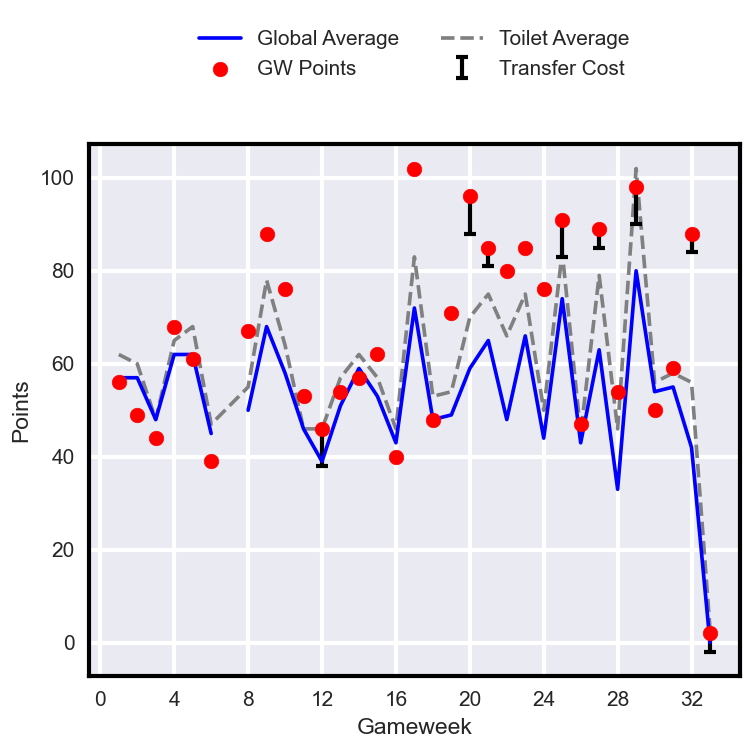 Global Average
Toilet Average
GW Points
Transfer Cost
100
80
60
40
20
0
Points
0 4 8 12 16 20 24 28 32
Gameweek